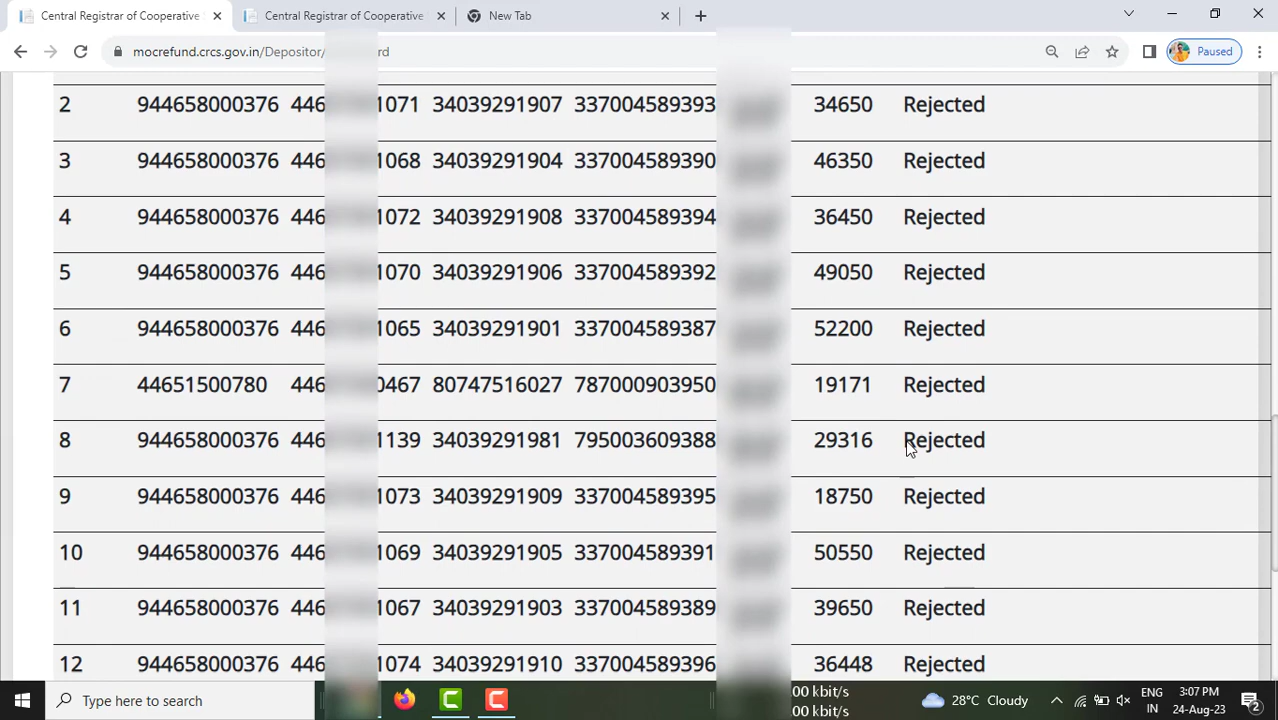 Central Registrar of Cooperative Central Registrar of Cooperative New Tab
mocrefund.crcs.gov.in/Depositor/ rd Paused
2 944658000376 446 1071 34039291907 337004589393 34650 Rejected
3 944658000376 446 1068 34039291904 337004589390 46350 Rejected
4 944658000376 446 1072 34039291908 337004589394 36450 Rejected
5 944658000376 446 1070 34039291906 337004589392 49050 Rejected
6 944658000376 446 1065 34039291901 337004589387 52200 Rejected
7 44651500780 446 0467 80747516027 787000903950 19171 Rejected
8 944658000376 446 1139 34039291981 795003609388 29316 Rejected
9 944658000376 446 1073 34039291909 337004589395 18750 Rejected
10 944658000376 446 1069 34039291905 337004589391 50550 Rejected
11 944658000376 446 1067 34039291903 337004589389 39650 Rejected
12 944658000376 446 1074 34039291910 337004589396 36448 Rejected
Type here to search
00 kbit/s
00 kbit/s
28°C Cloudy
ENG
IN
3:07 PM
24-Aug-23
2